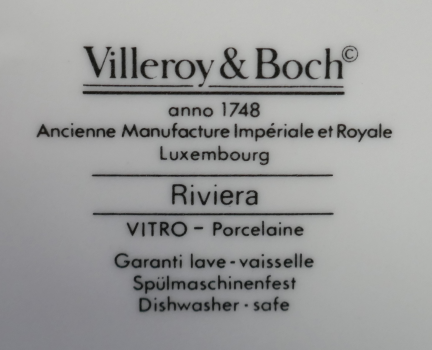 Villeroy & Boch©
anno 1748
Ancienne Manufacture Impériale et Royale
Luxembourg
Riviera
VITRO – Porcelaine
Garanti lave - vaisselle
Spülmaschinenfest
Dishwasher - safe